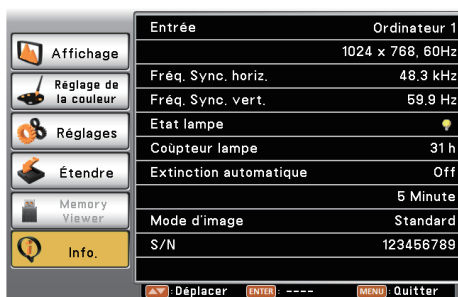 Affichage
Réglage de
la couleur
Réglages
Étendre
Memory
Viewer
Info.
Entrée Ordinateur 1
1024 x 768, 60Hz
Fréq. Sync. horiz. 48.3 kHz
Fréq. Sync. vert. 59.9 Hz
Etat lampe
Coùpteur lampe 31 h
Extinction automatique Off
5 Minute
Mode d'image Standard
S/N 123456789
:Déplacer ENTER : ---- MENU : Quitter